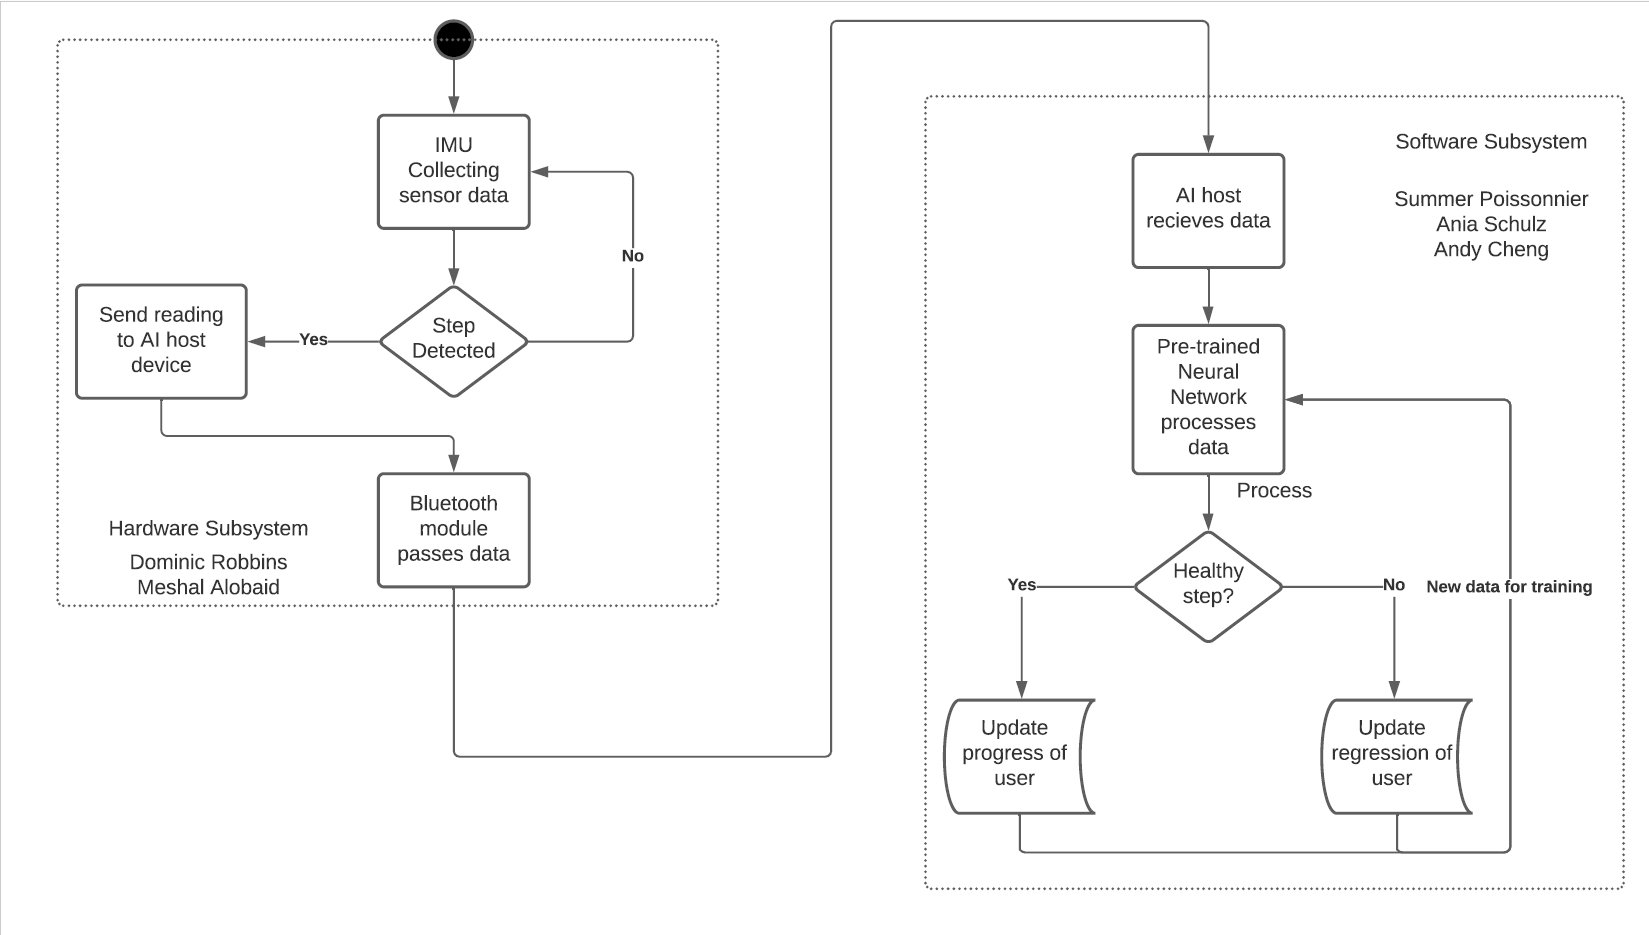 IMU
Collecting
sensor data
No
Step
Detected
Yes
Send reading
to AI host
device
Bluetooth
module
passes data
Hardware Subsystem
Dominic Robbins
Meshal Alobaid
Software Subsystem
Summer Poissonnier
Ania Schulz
Andy Cheng
AI host
recieves data
Pre-trained
Neural
Network
processes
data
Process
Healthy
step?
Yes
No
New data for training
Update
progress of
user
Update
regression of
user